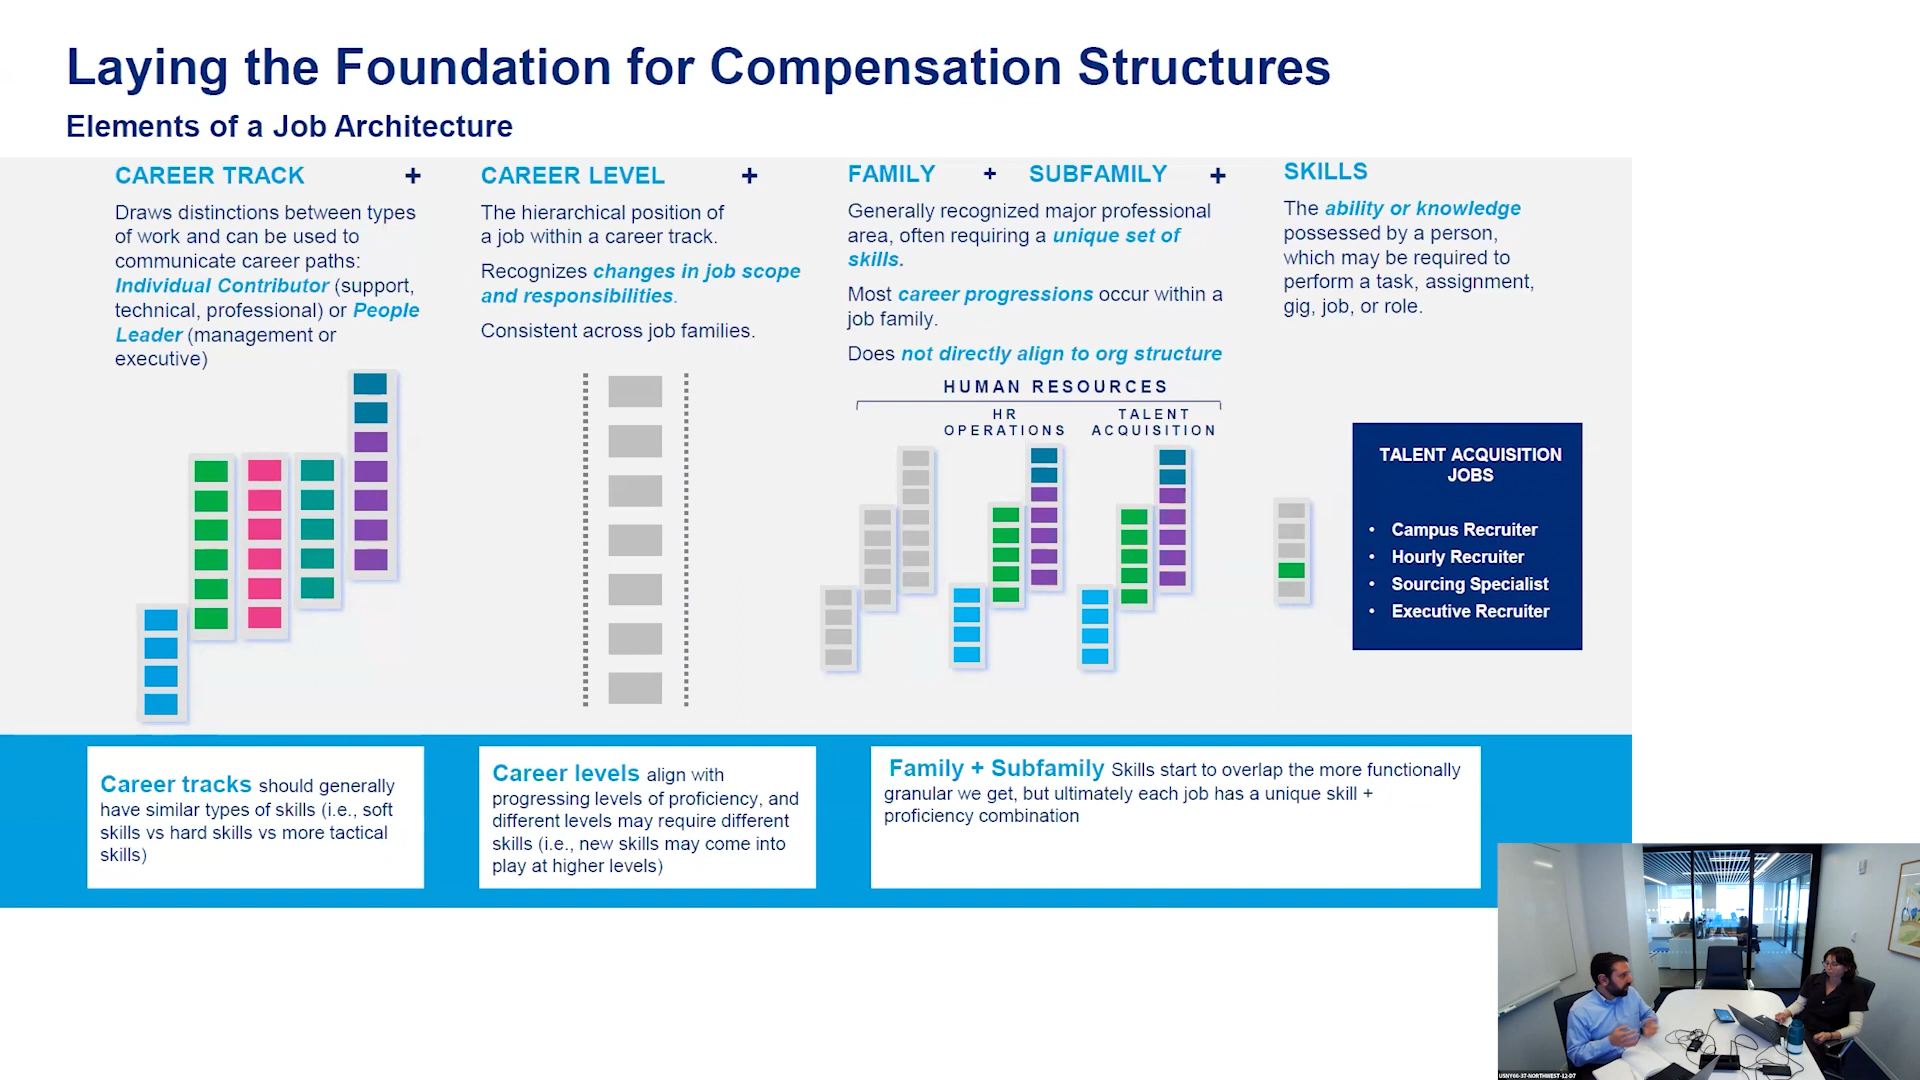 Laying the Foundation for Compensation Structures
Elements of a Job Architecture
CAREER TRACK +
Draws distinctions between types
of work and can be used to
communicate career paths:
Individual Contributor (support,
technical, professional) or People
Leader (management or
executive)
CAREER LEVEL +
The hierarchical position of
a job within a career track.
Recognizes changes in job scope
and responsibilities.
Consistent across job families.
FAMILY + SUBFAMILY +
Generally recognized major professional
area, often requiring a unique set of
skills.
Most career progressions occur within a
job family.
Does not directly align to org structure
HUMAN RESOURCES
HR
OPERATIONS
TALENT
ACQUISITION
SKILLS
The ability or knowledge
possessed by a person,
which may be required to
perform a task, assignment,
gig, job, or role.
TALENT ACQUISITION
JOBS
• Campus Recruiter
• Hourly Recruiter
• Sourcing Specialist
• Executive Recruiter
Career tracks should generally
have similar types of skills (i.e., soft
skills vs hard skills vs more tactical
skills)
Career levels align with
progressing levels of proficiency, and
different levels may require different
skills (i.e., new skills may come into
play at higher levels)
Family + Subfamily Skills start to overlap the more functionally
granular we get, but ultimately each job has a unique skill +
proficiency combination